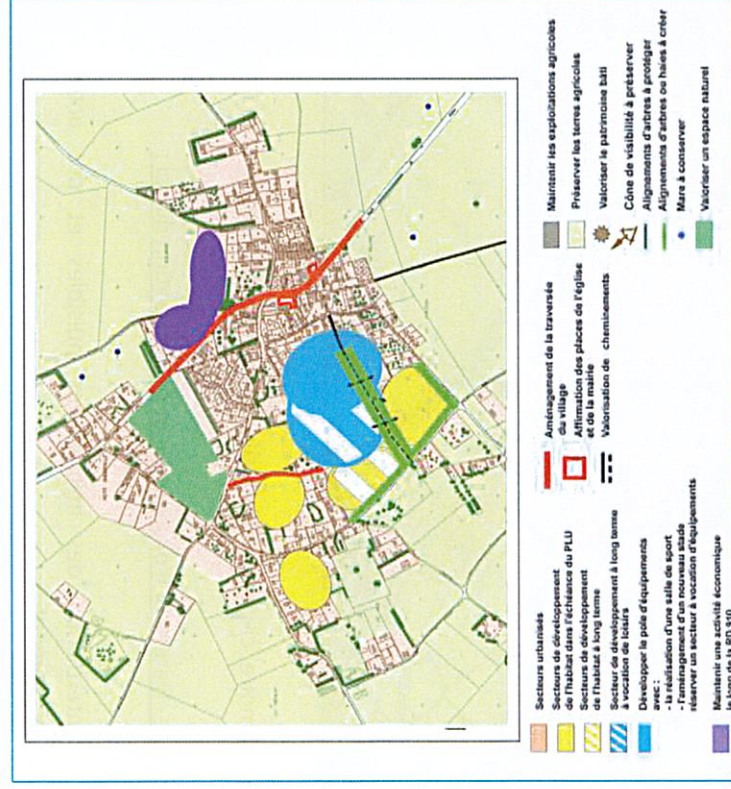 Secteurs urbanisés
Secteurs de développement
de l'habitat dans l'échéance du PLU
Secteurs de développement
de l'habitat à long terme
Secteur de développement à long terme
à vocation de loisirs
Développer le pole d'équipements
avec :
- la réalisation d'une salle de sport
- l'aménagement d'un nouveau stade
réserver un secteur à vocation d'équipements
Maintenir une activité économique
le long de la RD 910
Aménagement de la traversée
du village
Affirmation des places de l'église
et de la mairie
Valorisation de cheminements
Maintenir les exploitations agricoles
Préserver les terres agricoles
Valoriser le patrimoine bâti
Cône de visibilité à préserver
Alignements d'arbres à protéger
Alignements d'arbres ou haies à créer
Mare à conserver
Valoriser un espace naturel